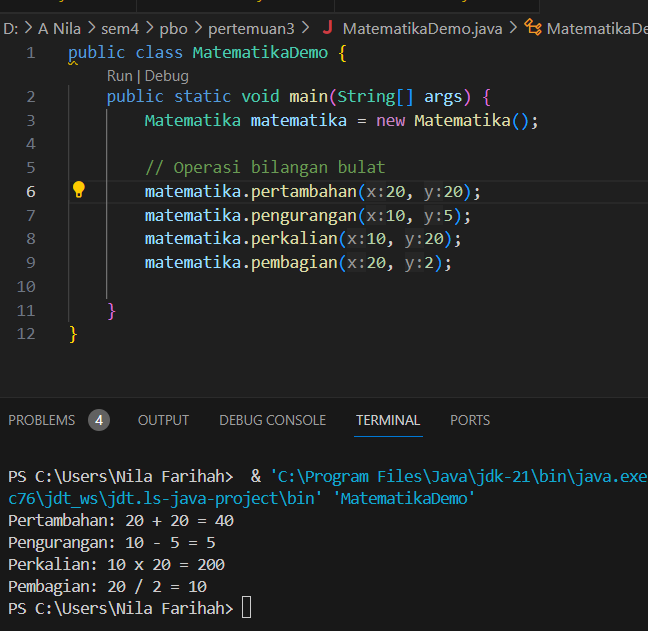 D: > A Nila > sem4 > pbo > pertemuan3 > J MatematikaDemo.java > MatematikaDe
1 public class MatematikaDemo {
Run | Debug
2 public static void main(String[] args) {
3 Matematika matematika = new Matematika();
4
5 // Operasi bilangan bulat
6 matematika.pertambahan(x:20, y:20);
7 matematika.pengurangan(x:10, y:5);
8 matematika.perkalian(x:10, y:20);
9 matematika.pembagian(x:20, y:2);
10
11 }
12 }
PROBLEMS 4 OUTPUT DEBUG CONSOLE TERMINAL PORTS
PS C:\Users\Nila Farihah> & 'C:\Program Files\Java\jdk-21\bin\java.exe
c76\jdt_ws\jdt.ls-java-project\bin' 'MatematikaDemo'
Pertambahan: 20 + 20 = 40
Pengurangan: 10 - 5 = 5
Perkalian: 10 x 20 = 200
Pembagian: 20 / 2 = 10
PS C:\Users\Nila Farihah>